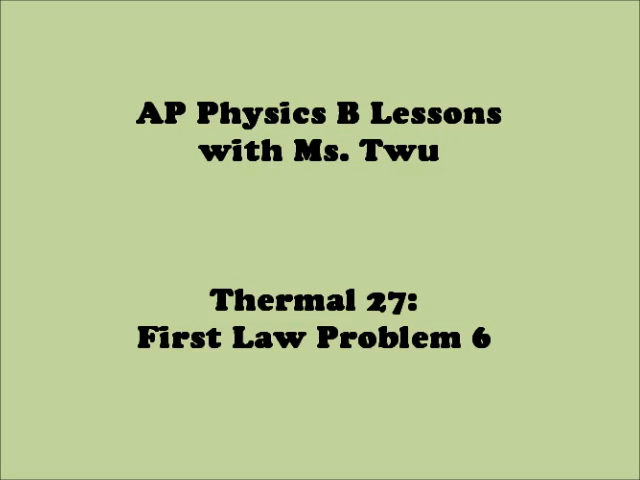 AP Physics B Lessons
with Ms. Twu
Thermal 27:
First Law Problem 6